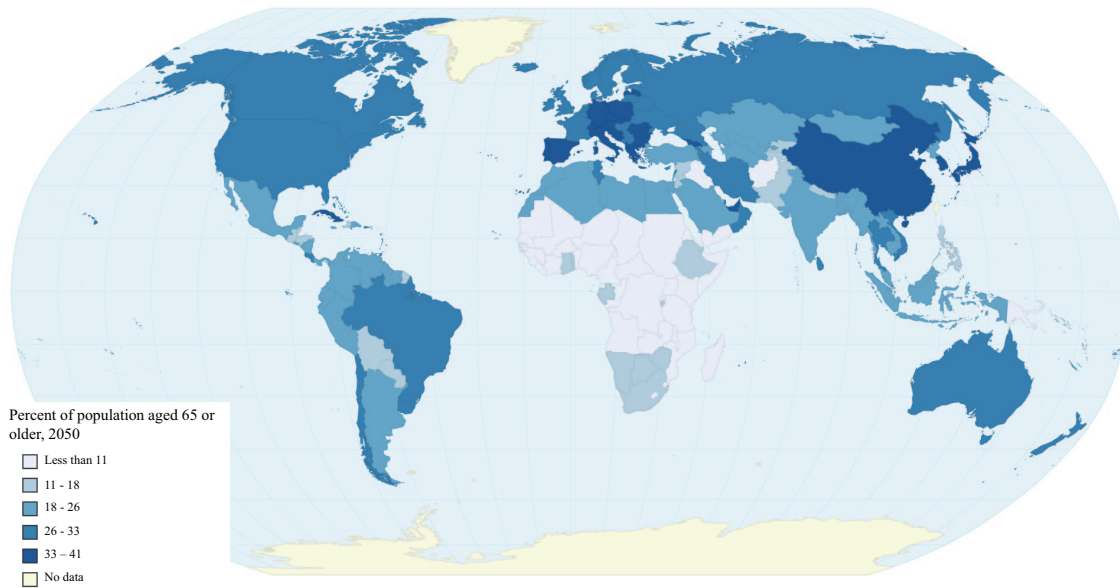 Percent of population aged 65 or
older, 2050
Less than 11
11 - 18
18 - 26
26 - 33
33 – 41
No data